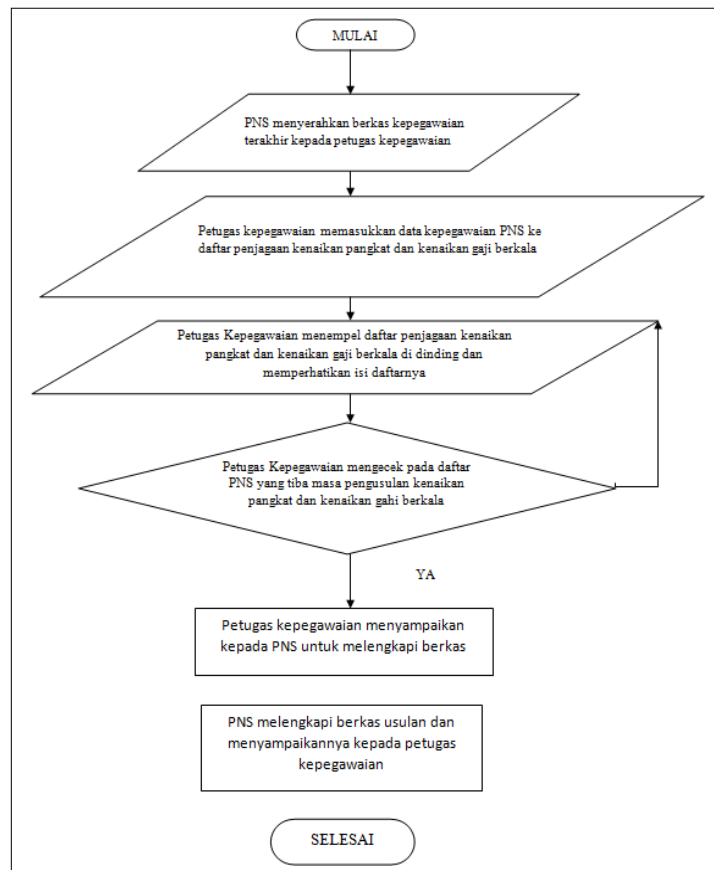 MULAI
PNS menyerahkan berkas kepegawaian
terakhir kepada petugas kepegawaian
Petugas kepegawaian memasukkan data kepegawaian PNS ke
daftar penjagaan kenaikan pangkat dan kenaikan gaji berkala
Petugas Kepegawaian menempel daftar penjagaan kenaikan
pangkat dan kenaikan gaji berkala di dinding dan
memperhatikan isi daftarnya
Petugas Kepegawaian mengecek pada daftar
PNS yang tiba masa pengusulan kenaikan
pangkat dan kenaikan gahi berkala
YA
Petugas kepegawaian menyampaikan
kepada PNS untuk melengkapi berkas
PNS melengkapi berkas usulan dan
menyampaikannya kepada petugas
kepegawaian
SELESAI